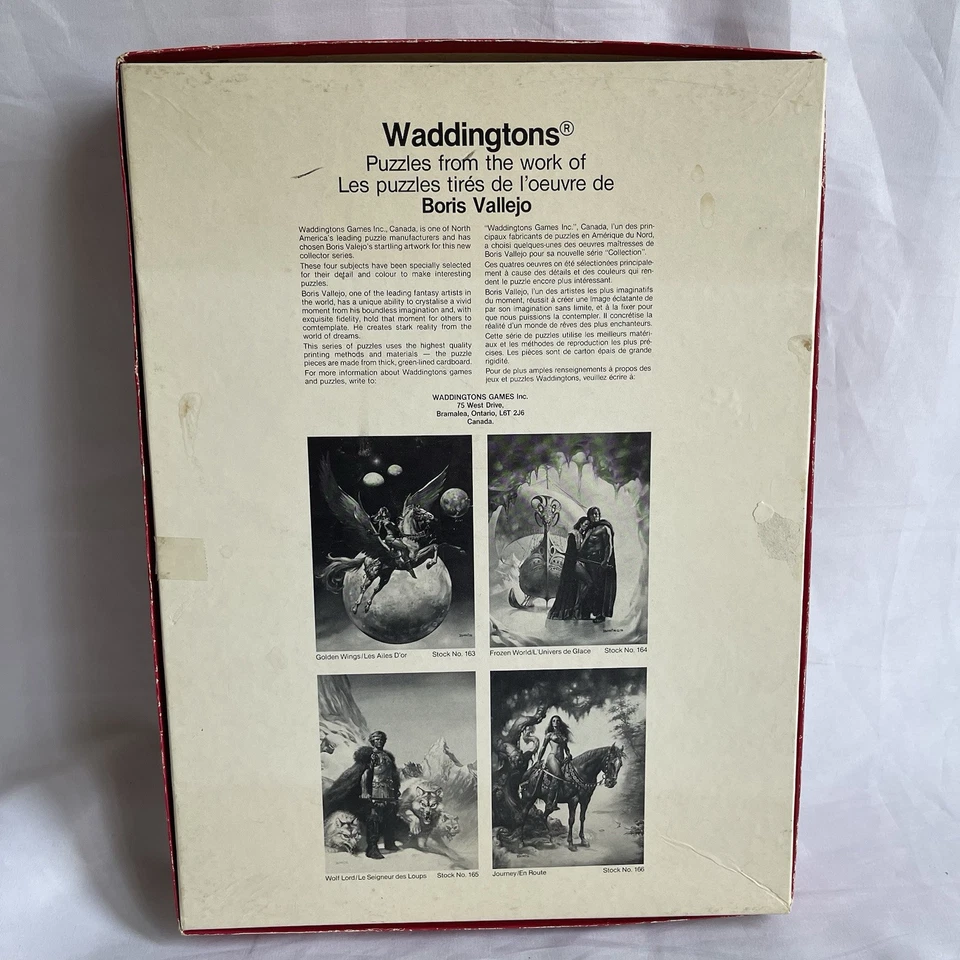 Waddingtons®
Puzzles from the work of
Les puzzles tirés de l'oeuvre de
Boris Vallejo
Waddingtons Games Inc., Canada, is one of North
America's leading puzzle manufacturers and has
chosen Boris Valejo's startling artwork for this new
collector series.
These four subjects have been specially selected
for their detail and colour to make interesting
puzzles.
Boris Vallejo, one of the leading fantasy artists in
the world, has a unique ability to crystalise a vivid
moment from his boundless imagination and, with
exquisite fidelity, hold that moment for others to
comtemplate. He creates stark reality from the
world of dreams.
This series of puzzles uses the highest quality
printing methods and materials — the puzzle
pieces are made from thick, green-lined cardboard.
For more information about Waddingtons games
and puzzles, write to:
"Waddingtons Games Inc.", Canada, l'un des prin-
cipaux fabricants de puzzles en Amérique du Nord,
a choisi quelques-unes des oeuvres maîtresses de
Boris Vallejo pour sa nouvelle série "Collection".
Ces quatres oeuvres on été sélectionées principale-
ment à cause des détails et des couleurs qui ren-
dent le puzzle encore plus intéressant.
Boris Vallejo, l'un des artistes les plus imaginatifs
du moment, réussit à créer une image éclatante de
par son imagination sans limite, et à la fixer pour
que nous puissions la contempler. Il concrétise la
réalité d'un monde de rêves des plus enchanteurs.
Cette série de puzzles utilise les meilleurs matéri-
aux et les méthodes de reproduction les plus pré-
cises. Les pièces sont de carton épais de grande
rigidité.
Pour de plus amples renseignements à propos des
jeux et puzzles Waddingtons, veuillez écrire à:
WADDINGTONS GAMES Inc.
75 West Drive,
Bramalea, Ontario, L6T 2J6
Canada.
Golden Wings/Les Ailes D'or Stock No. 163
Frozen World/L'Univers de Glace Stock No. 164
Wolf Lord/Le Seigneur des Loups Stock No. 165
Journey/En Route Stock No. 166